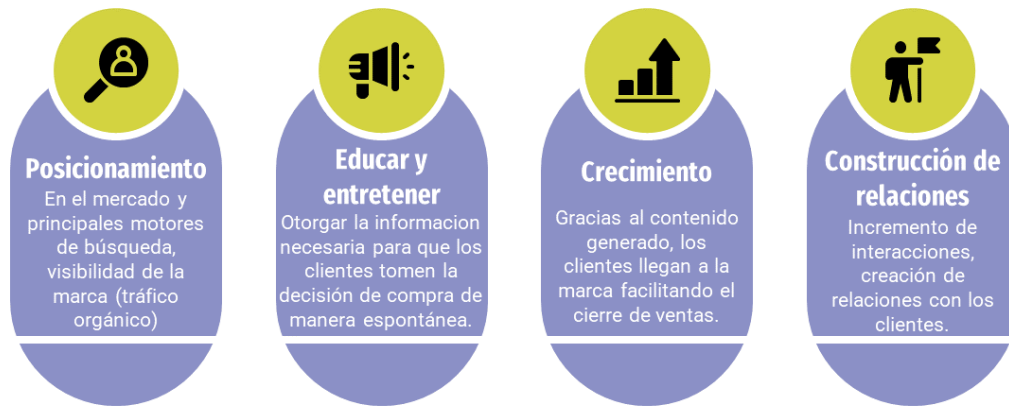 Posicionamiento
En el mercado y
principales motores
de búsqueda,
visibilidad de la
marca (tráfico
orgánico)
Educar y
entretener
Otorgar la informacion
necesaria para que los
clientes tomen la
decisión de compra de
manera espontánea.
Crecimiento
Gracias al contenido
generado, los
clientes llegan a la
marca facilitando el
cierre de ventas.
Construcción de
relaciones
Incremento de
interacciones,
creación de
relaciones con los
clientes.